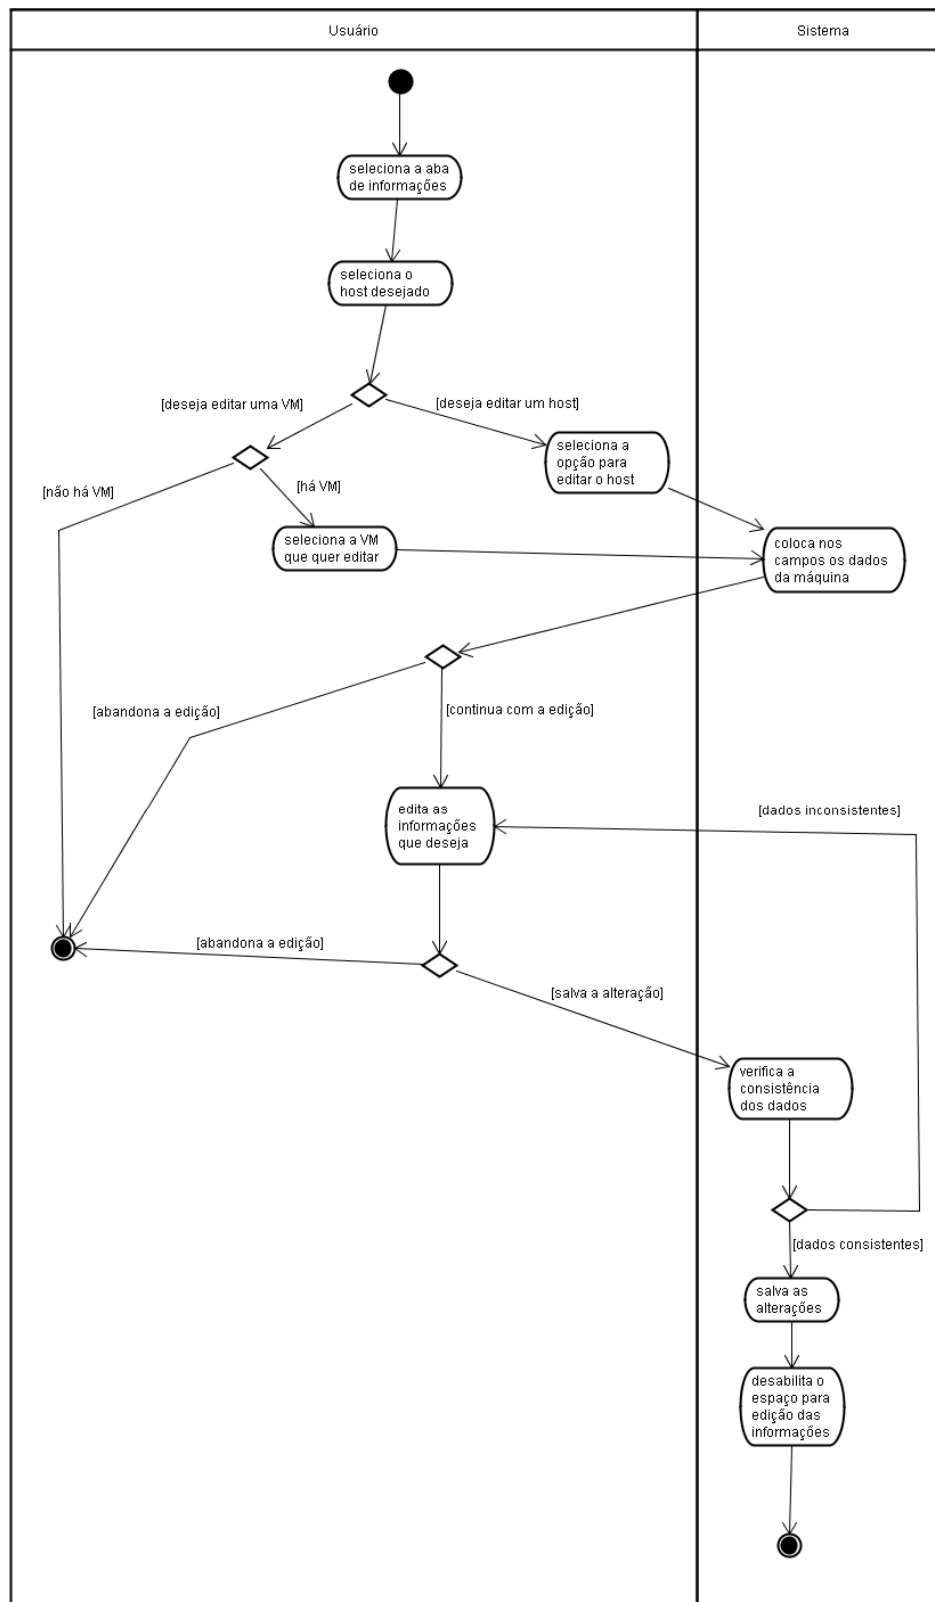 Usuário
Sistema
seleciona a aba
de informações
seleciona o
host desejado
[deseja editar uma VM]
[deseja editar um host]
seleciona a
opção para
editar o host
[não há VM]
[há VM]
seleciona a VM
que quer editar
coloca nos
campos os dados
da máquina
[abandona a edição]
[continua com a edição]
edita as
informações
que deseja
[dados inconsistentes]
[abandona a edição]
[salva a alteração]
verifica a
consistência
dos dados
[dados consistentes]
salva as
alterações
desabilita o
espaço para
edição das
informações